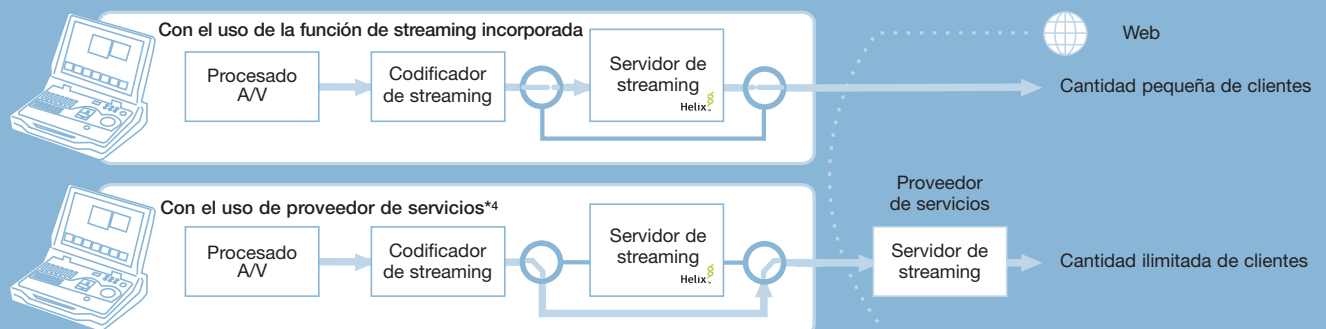 Con el uso de la función de streaming incorporada
Procesado
A/V
Codificador
de streaming
Servidor de
streaming
Helix™
Web
Cantidad pequeña de clientes
Con el uso de proveedor de servicios*4
Procesado
A/V
Codificador
de streaming
Servidor de
streaming
Helix™
Proveedor
de servicios
Servidor de
streaming
Cantidad ilimitada de clientes